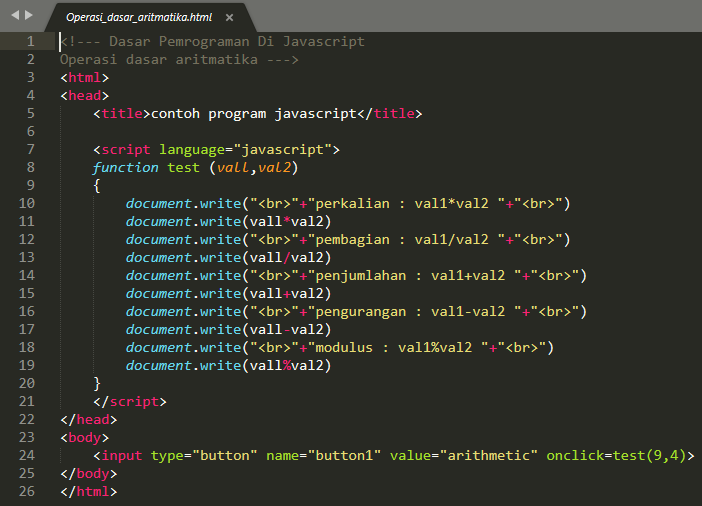 Operasi_dasar_aritmatika.html ×
1 <!--- Dasar Pemrograman Di Javascript
2 Operasi dasar aritmatika --->
3 <html>
4 <head>
5     <title>contoh program javascript</title>
6
7     <script language="javascript">
8     function test (vall,val2)
9     {
10         document.write("<br>"+"perkalian : val1*val2 "+"<br>")
11         document.write(vall*val2)
12         document.write("<br>"+"pembagian : val1/val2 "+"<br>")
13         document.write(vall/val2)
14         document.write("<br>"+"penjumlahan : val1+val2 "+"<br>")
15         document.write(vall+val2)
16         document.write("<br>"+"pengurangan : val1-val2 "+"<br>")
17         document.write(vall-val2)
18         document.write("<br>"+"modulus : val1%val2 "+"<br>")
19         document.write(vall%val2)
20     }
21     </script>
22 </head>
23 <body>
24     <input type="button" name="button1" value="arithmetic" onclick=test(9,4)>
25 </body>
26 </html>